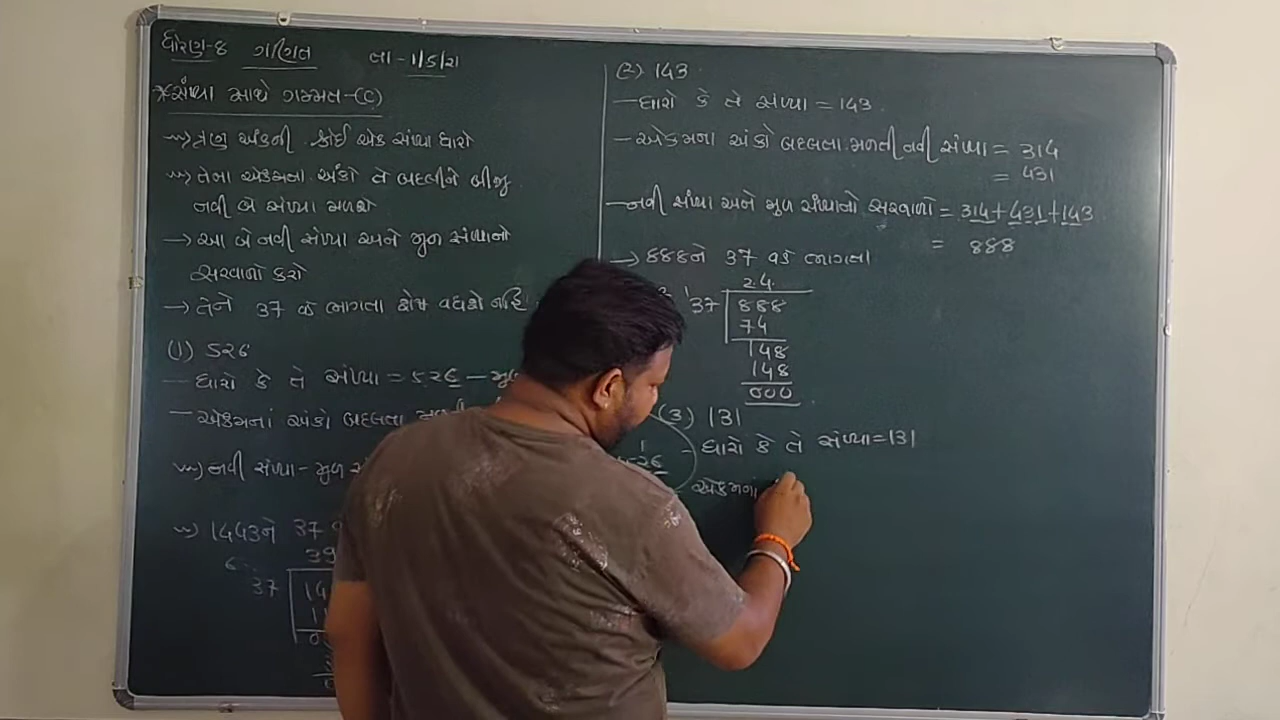 ધોરણ-8 ગણિત તા-1/5/21
*સંખ્યા સાથે ગમ્મત-(C)
→ ત્રણ અંકની કોઈ એક સંખ્યા ધારો
→ તેના એકમના અંકો ને બદલીને બીજી
નવી બે સંખ્યા મળશે
→ આ બે નવી સંખ્યા અને મૂળ સંખ્યાનો
સરવાળો કરો
→ તેને 37 વડે ભાગતા શેષ વધશે નહિ
(1) 526
- ધારો કે તે સંખ્યા = 526 - મૂળ
- એકમનાં અંકો બદલતા
→ નવી સંખ્યા - મૂળ
→ 1443ને 37
39
37
(2) 143
- ધારો કે તે સંખ્યા = 143
- એકમના અંકો બદલતા મળતી નવી સંખ્યા = 314
= 431
- નવી સંખ્યા અને મુળ સંખ્યાનો સરવાળો = 314+431+143
= 888
→ 888ને 37 વડે ભાગતા
24
37 888
74
148
148
000
(3) 131
- ધારો કે તે સંખ્યા = 131
- એકમનાં